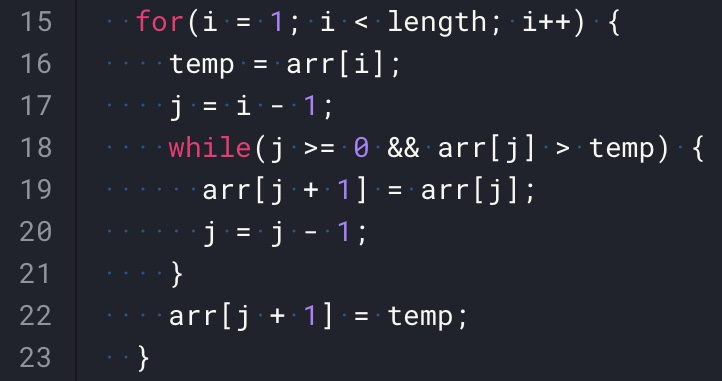 15 for(i = 1; i < length; i++) {
16 temp = arr[i];
17 j = i - 1;
18 while(j >= 0 && arr[j] > temp) {
19 arr[j + 1] = arr[j];
20 j = j - 1;
21 }
22 arr[j + 1] = temp;
23 }